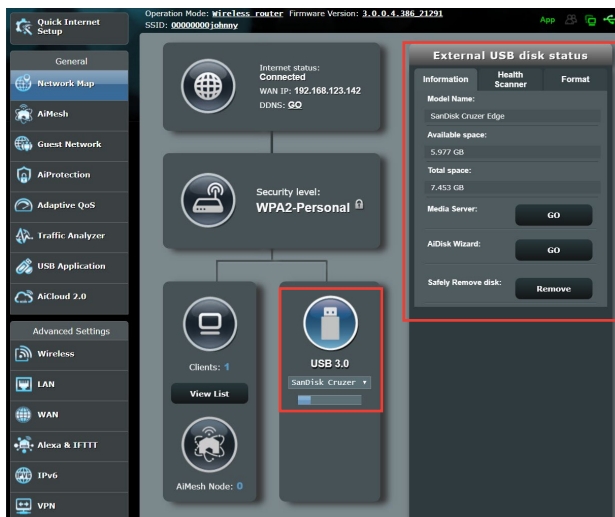 Quick Internet
Setup
Operation Mode: Wireless router Firmware Version: 3.0.0.4.386_21291
SSID: 00000000johnny
App
General
Network Map
AiMesh
Guest Network
AiProtection
Adaptive QoS
Traffic Analyzer
USB Application
AiCloud 2.0
Advanced Settings
Wireless
LAN
WAN
Alexa & IFTTT
IPv6
VPN
Internet status:
Connected
WAN IP: 192.168.123.142
DDNS: GO
Security level:
WPA2-Personal
Clients: 1
View List
AiMesh Node: 0
USB 3.0
SanDisk Cruzer
External USB disk status
Information
Health
Scanner
Format
Model Name:
SanDisk Cruzer Edge
Available space:
5.977 GB
Total space:
7.453 GB
Media Server:
GO
AiDisk Wizard:
GO
Safely Remove
disk:
Remove